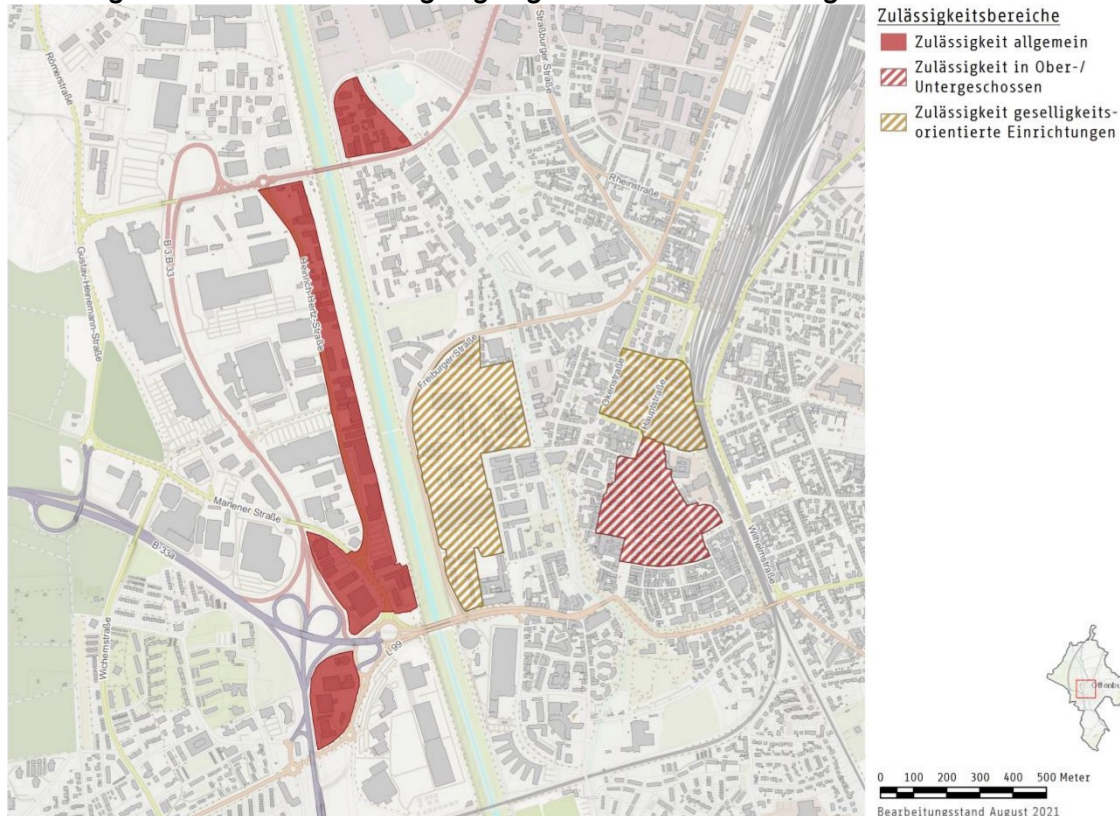 Zulässigkeitsbereiche
Zulässigkeit allgemein
Zulässigkeit in Ober-/
Untergeschossen
Zulässigkeit geselligkeits-
orientierte Einrichtungen
Römerstraße
Straßburger Straße
Rheinstraße
B 3 B 33
Gustav-Heinemann-Straße
Heinrich-Hertz-Straße
Freiburger Straße
Okenstraße
Hauptstraße
Marlener Straße
B 33a
Wilhelmstraße
Wichernstraße
L 99
Offenbu
0 100 200 300 400 500 Meter
Bearbeitungsstand August 2021